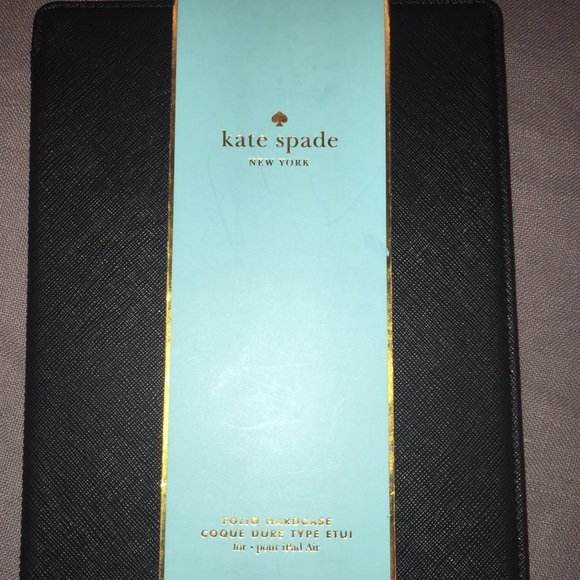 kate spade
NEW YORK
FOLIO HARDCASE
COQUE DURE TYPE ETUI
for • pour iPad Air